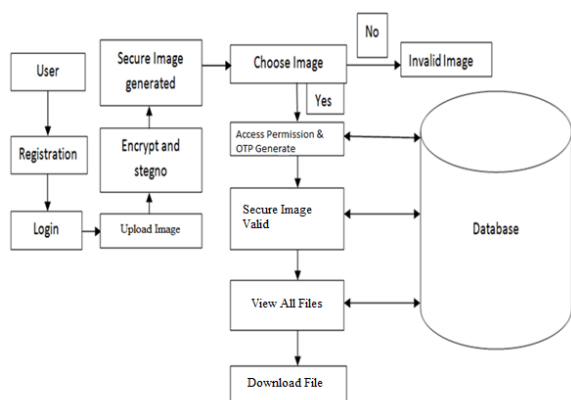 User
Registration
Login
Upload Image
Encrypt and
stegno
Secure Image
generated
Choose Image
No
Invalid Image
Yes
Access Permission &
OTP Generate
Secure Image
Valid
View All Files
Download File
Database